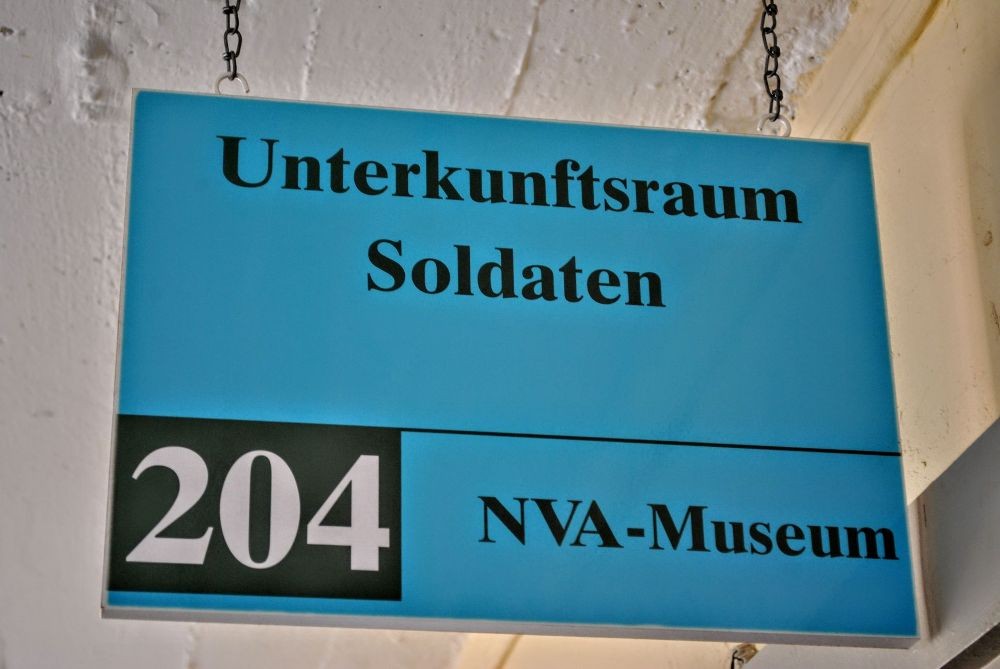 Unterkunftsraum
Soldaten
204
NVA-Museum